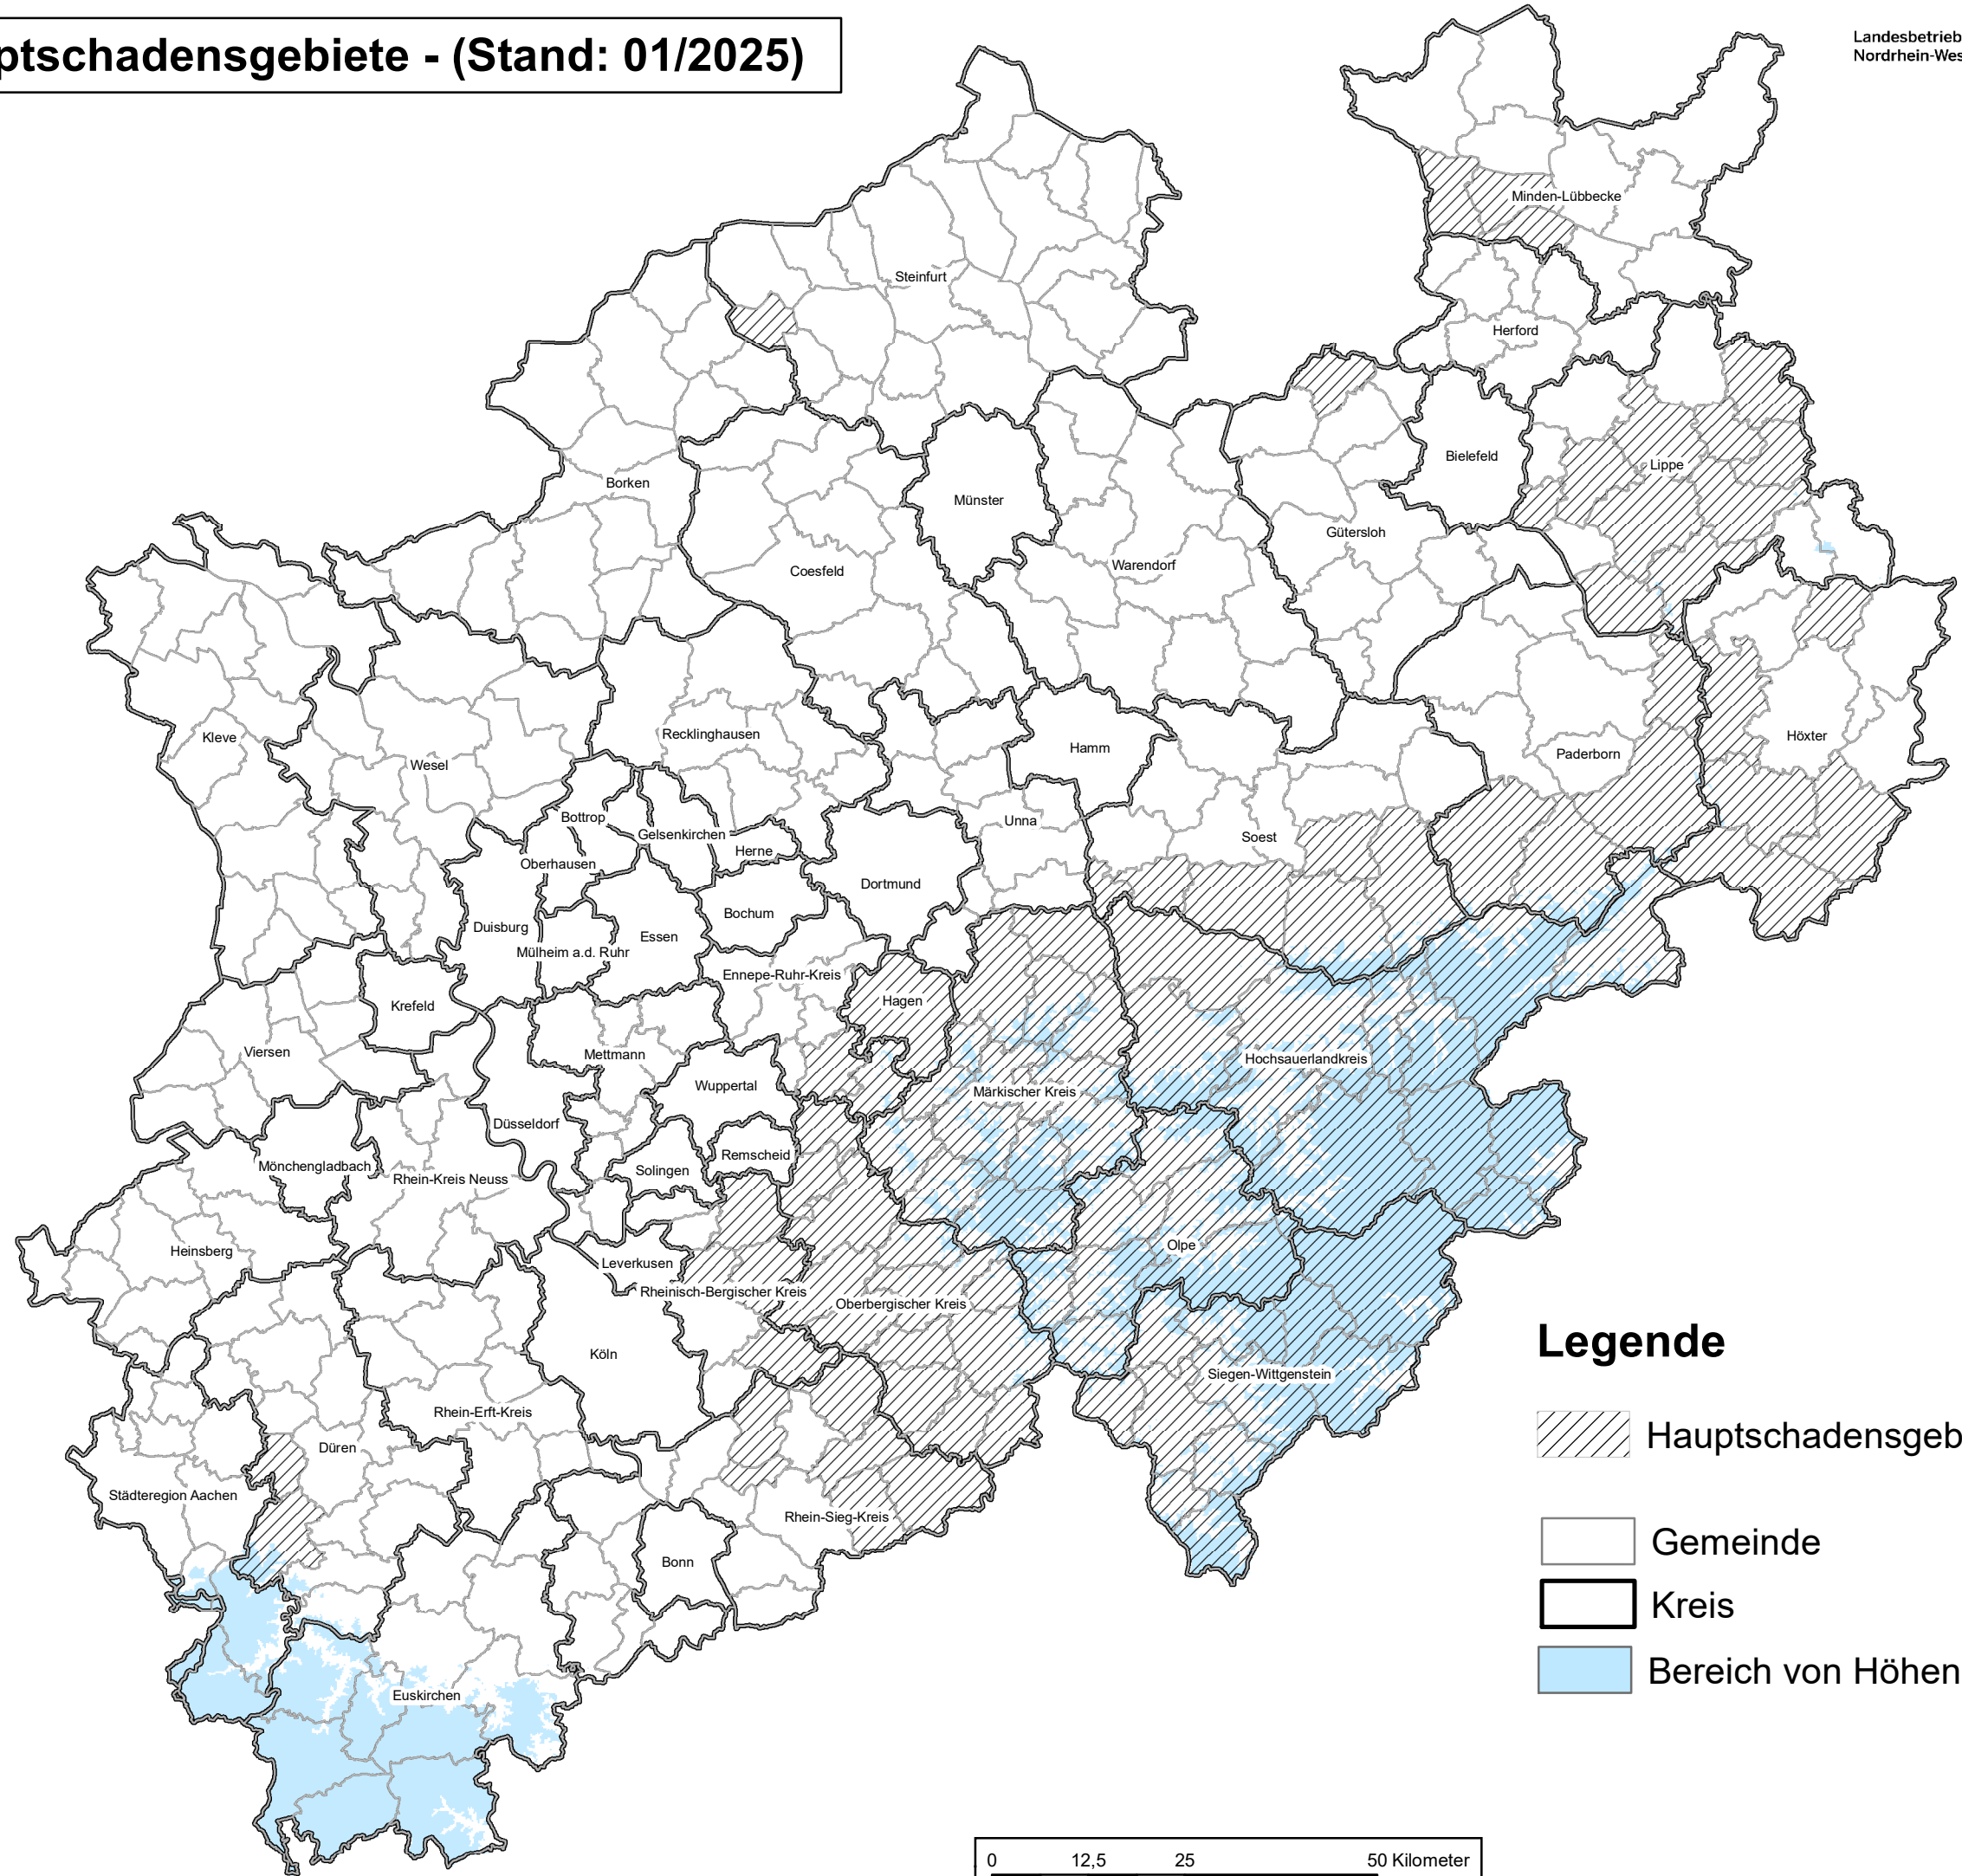 ptschadensgebiete - (Stand: 01/2025)
Landesbetrieb
Nordrhein-Wes
Minden-Lübbecke
Steinfurt
Herford
Bielefeld
Lippe
Borken
Münster
Gütersloh
Coesfeld
Warendorf
Kleve
Recklinghausen
Höxter
Hamm
Paderborn
Wesel
Bottrop
Unna
Gelsenkirchen
Soest
Herne
Oberhausen
Dortmund
Bochum
Duisburg
Essen
Mülheim a.d. Ruhr
Ennepe-Ruhr-Kreis
Hagen
Krefeld
Viersen
Mettmann
Hochsauerlandkreis
Wuppertal
Märkischer Kreis
Düsseldorf
Remscheid
Mönchengladbach
Solingen
Rhein-Kreis Neuss
Olpe
Heinsberg
Leverkusen
Rheinisch-Bergischer Kreis
Oberbergischer Kreis
Köln
Siegen-Wittgenstein
Rhein-Erft-Kreis
Düren
Städteregion Aachen
Rhein-Sieg-Kreis
Bonn
Euskirchen
Legende
Hauptschadensgeb
Gemeinde
Kreis
Bereich von Höhen
0 12,5 25 50 Kilometer